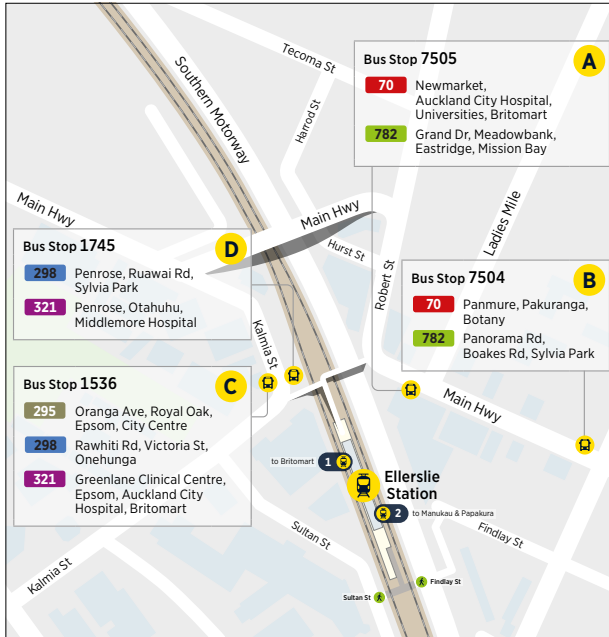 Tecoma St
Southern Motorway
Harrod St
Bus Stop 7505
A
70
Newmarket,
Auckland City Hospital,
Universities, Britomart
782
Grand Dr, Meadowbank,
Eastridge, Mission Bay
Main Hwy
Main Hwy
Hurst St
Ladies Mile
Robert St
Bus Stop 1745
D
298
Penrose, Ruawai Rd,
Sylvia Park
321
Penrose, Otahuhu,
Middlemore Hospital
Bus Stop 7504
B
70
Panmure, Pakuranga,
Botany
782
Panorama Rd,
Boakes Rd, Sylvia Park
Kalmia St
Main Hwy
Bus Stop 1536
C
295
Oranga Ave, Royal Oak,
Epsom, City Centre
298
Rawhiti Rd, Victoria St,
Onehunga
321
Greenlane Clinical Centre,
Epsom, Auckland City
Hospital, Britomart
to Britomart
1
Ellerslie
Station
2
to Manukau & Papakura
Sultan St
Findlay St
Kalmia St
Findlay St
Sultan St